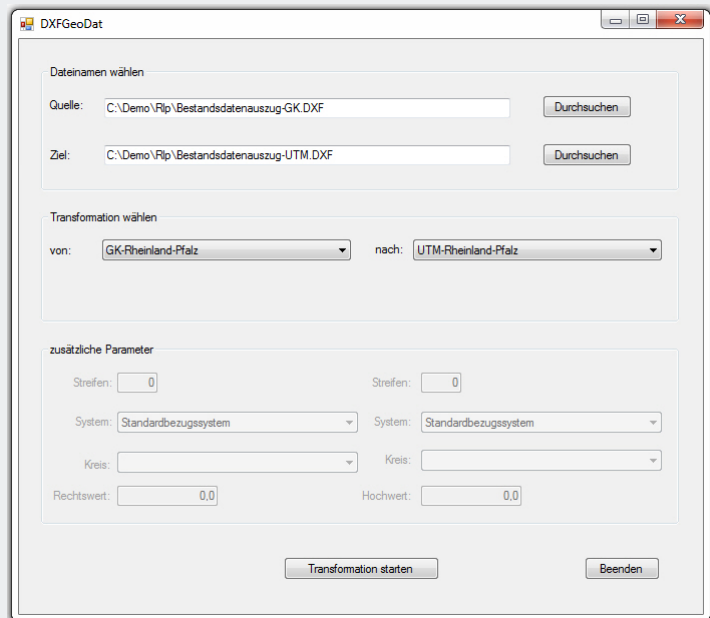 DXFGeoDat
Dateinamen wählen
Quelle: C:\Demo\Rlp\Bestandsdatenauszug-GK.DXF Durchsuchen
Ziel: C:\Demo\Rlp\Bestandsdatenauszug-UTM.DXF Durchsuchen
Transformation wählen
von: GK-Rheinland-Pfalz nach: UTM-Rheinland-Pfalz
zusätzliche Parameter
Streifen: 0 Streifen: 0
System: Standardbezugssystem System: Standardbezugssystem
Kreis: Kreis:
Rechtswert: 0,0 Hochwert: 0,0
Transformation starten Beenden